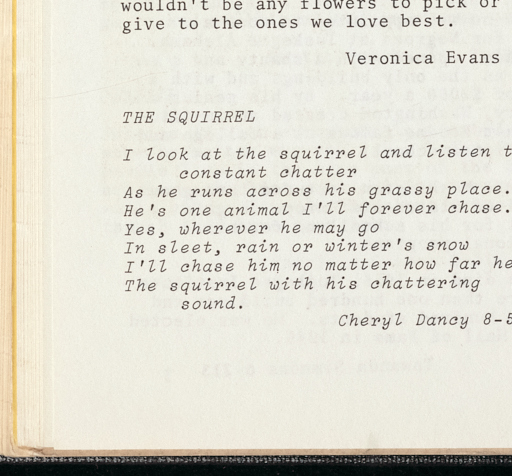 wouldn't be any flowers to pick or
give to the ones we love best.
Veronica Evans
THE SQUIRREL
I look at the squirrel and listen t
constant chatter
As he runs across his grassy place.
He's one animal I'll forever chase.
Yes, wherever he may go
In sleet, rain or winter's snow
I'll chase him no matter how far he
The squirrel with his chattering
sound.
Cheryl Dancy 8-5